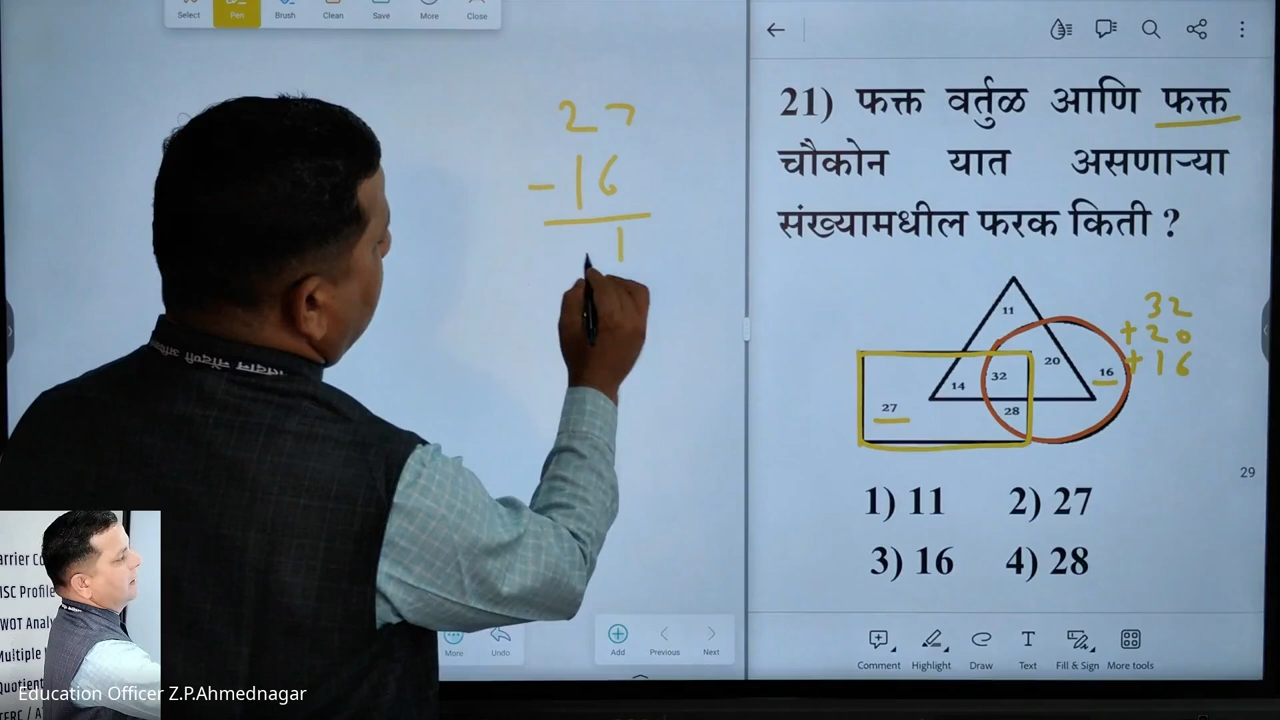 Select Pen Brush Clean Save More Close
27
- 16
1
21) फक्त वर्तुळ आणि फक्त
चौकोन यात असणाऱ्या
संख्यामधील फरक किती ?
11
32
+20
+16
20
16
32
14
27
28
29
1) 11 2) 27
3) 16 4) 28
More Undo
Add Previous Next
Comment Highlight Draw Text Fill & Sign More tools
Education Officer Z.P.Ahmednagar